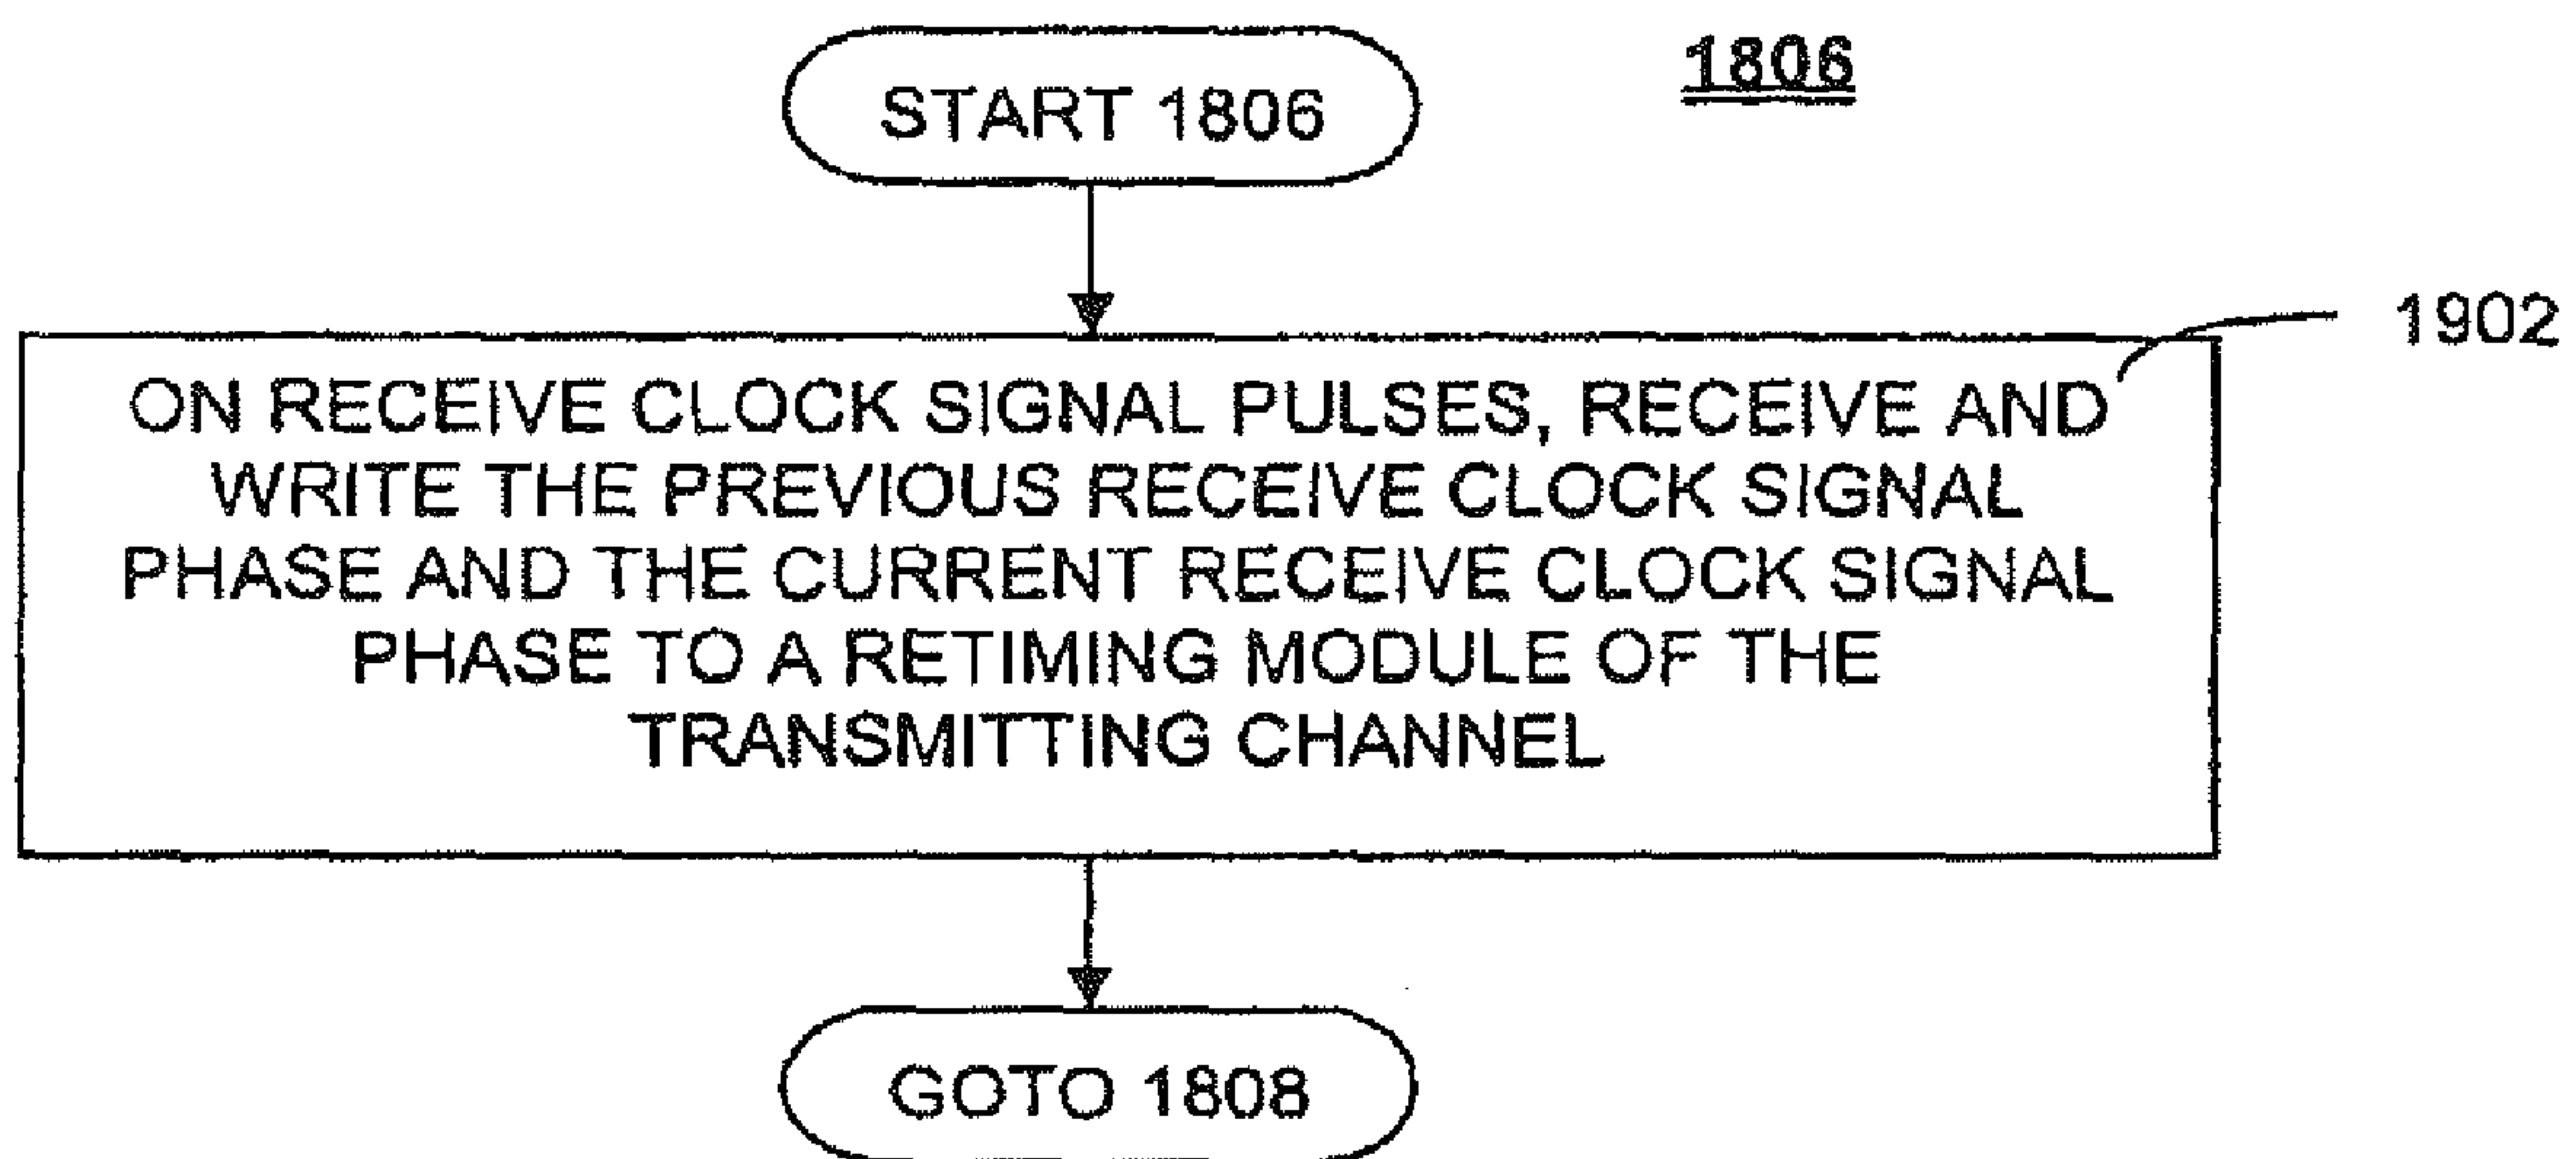 START 1806
1806
1902
ON RECEIVE CLOCK SIGNAL PULSES, RECEIVE AND
WRITE THE PREVIOUS RECEIVE CLOCK SIGNAL
PHASE AND THE CURRENT RECEIVE CLOCK SIGNAL
PHASE TO A RETIMING MODULE OF THE
TRANSMITTING CHANNEL
GOTO 1808